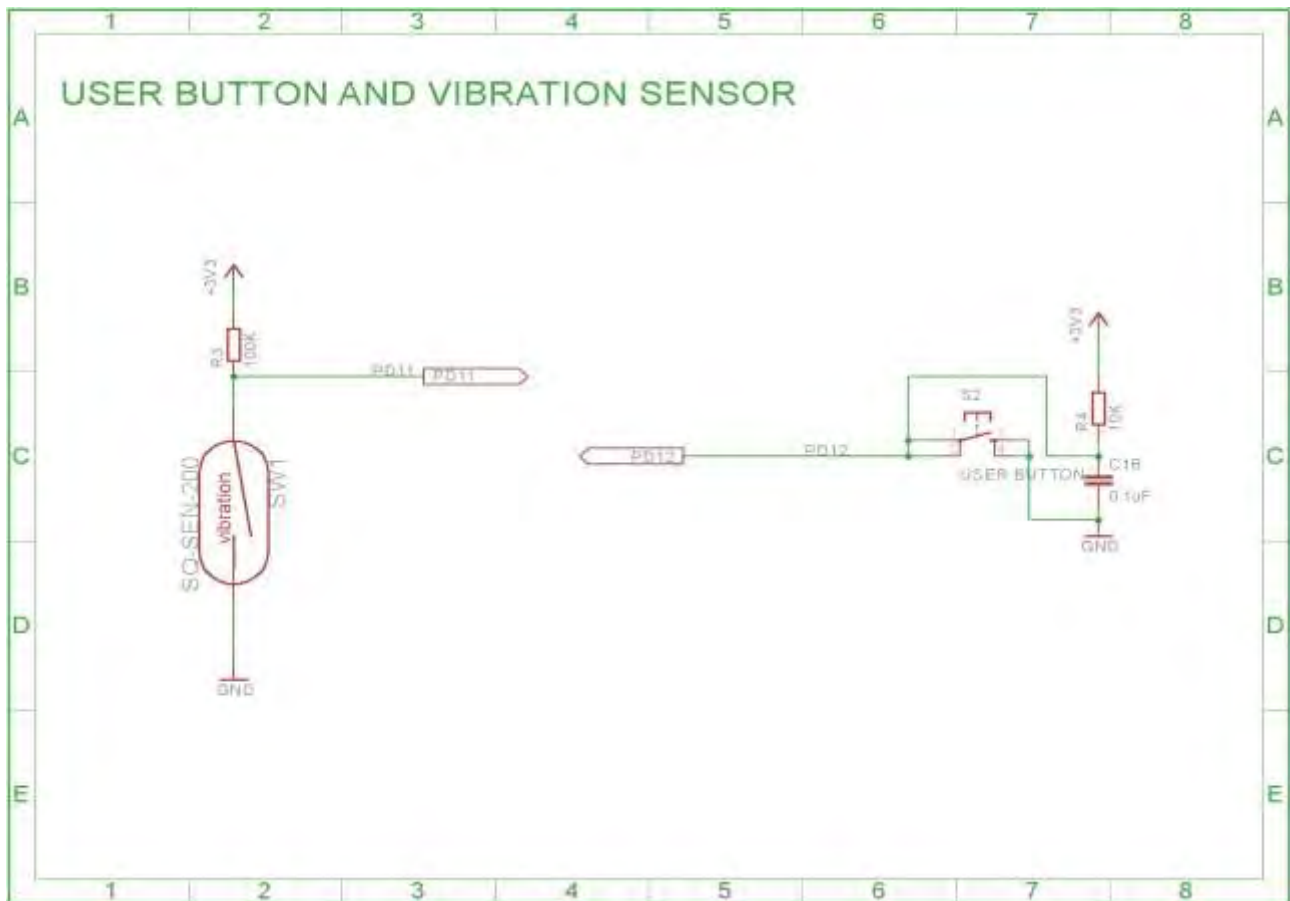 1 2 3 4 5 6 7 8
USER BUTTON AND VIBRATION SENSOR
A A
B B
+3V3
+3V3
R3
100K
PD11 PD11
S2
R4
10K
C C
PD12 PD12
USER BUTTON
C16
0.1uF
SQ-SEN-200
vibration
SW1
GND
D D
GND
E E
1 2 3 4 5 6 7 8